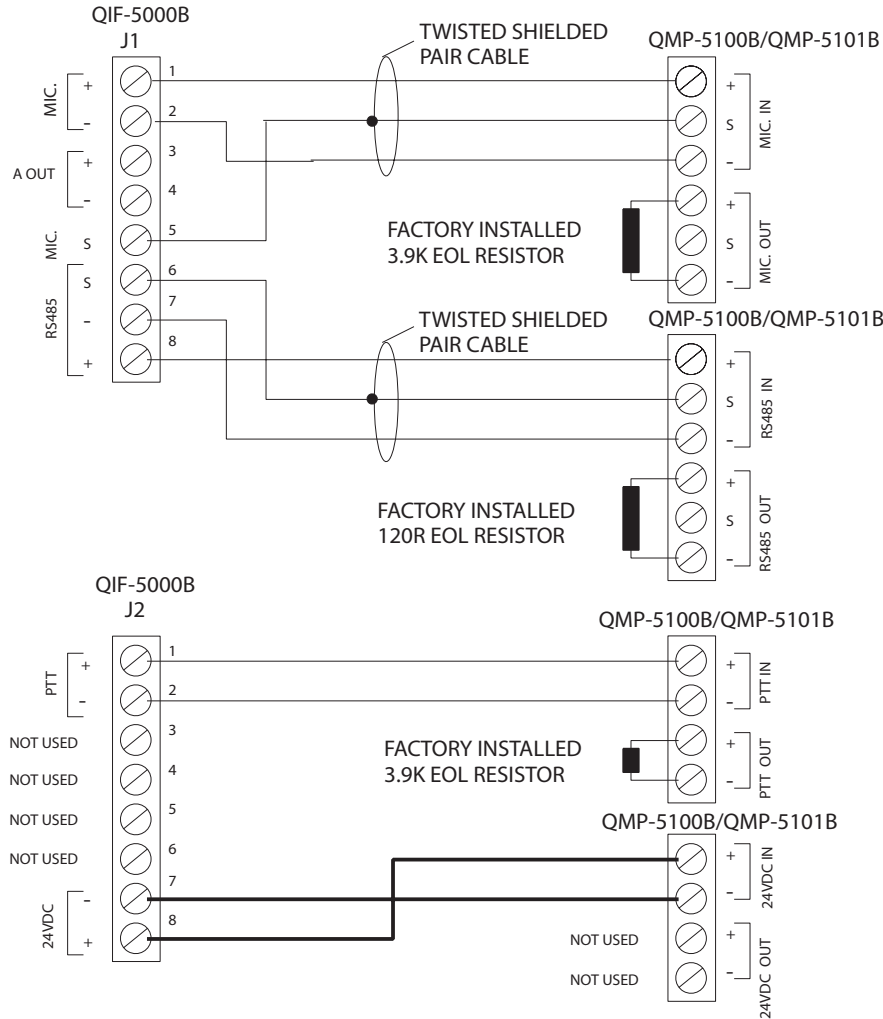 QIF-5000B
J1
TWISTED SHIELDED
PAIR CABLE
QMP-5100B/QMP-5101B
MIC.
+
-
A OUT
+
-
MIC.
S
RS485
S
-
+
1
2
3
4
5
6
7
8
+
S
-
MIC. IN
+
S
-
MIC. OUT
FACTORY INSTALLED
3.9K EOL RESISTOR
TWISTED SHIELDED
PAIR CABLE
QMP-5100B/QMP-5101B
+
S
-
RS485 IN
+
S
-
RS485 OUT
FACTORY INSTALLED
120R EOL RESISTOR
QIF-5000B
J2
QMP-5100B/QMP-5101B
PTT
+
-
NOT USED
NOT USED
NOT USED
NOT USED
24VDC
-
+
1
2
3
4
5
6
7
8
+
-
PTT IN
+
-
PTT OUT
FACTORY INSTALLED
3.9K EOL RESISTOR
QMP-5100B/QMP-5101B
+
-
24VDC IN
NOT USED
NOT USED
+
-
24VDC OUT